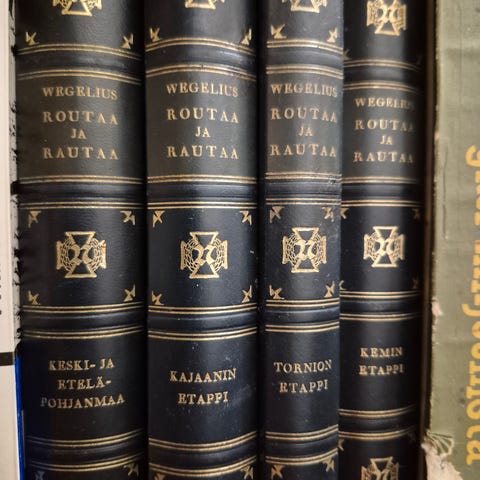 WEGELIUS
ROUTAA
JA
RAUTAA
KESKI- JA
ETELÄ-
POHJANMAA
WEGELIUS
ROUTAA
JA
RAUTAA
KAJAANIN
ETAPPI
WEGELIUS
ROUTAA
JA
RAUTAA
TORNION
ETAPPI
WEGELIUS
ROUTAA
JA
RAUTAA
KEMIN
ETAPPI